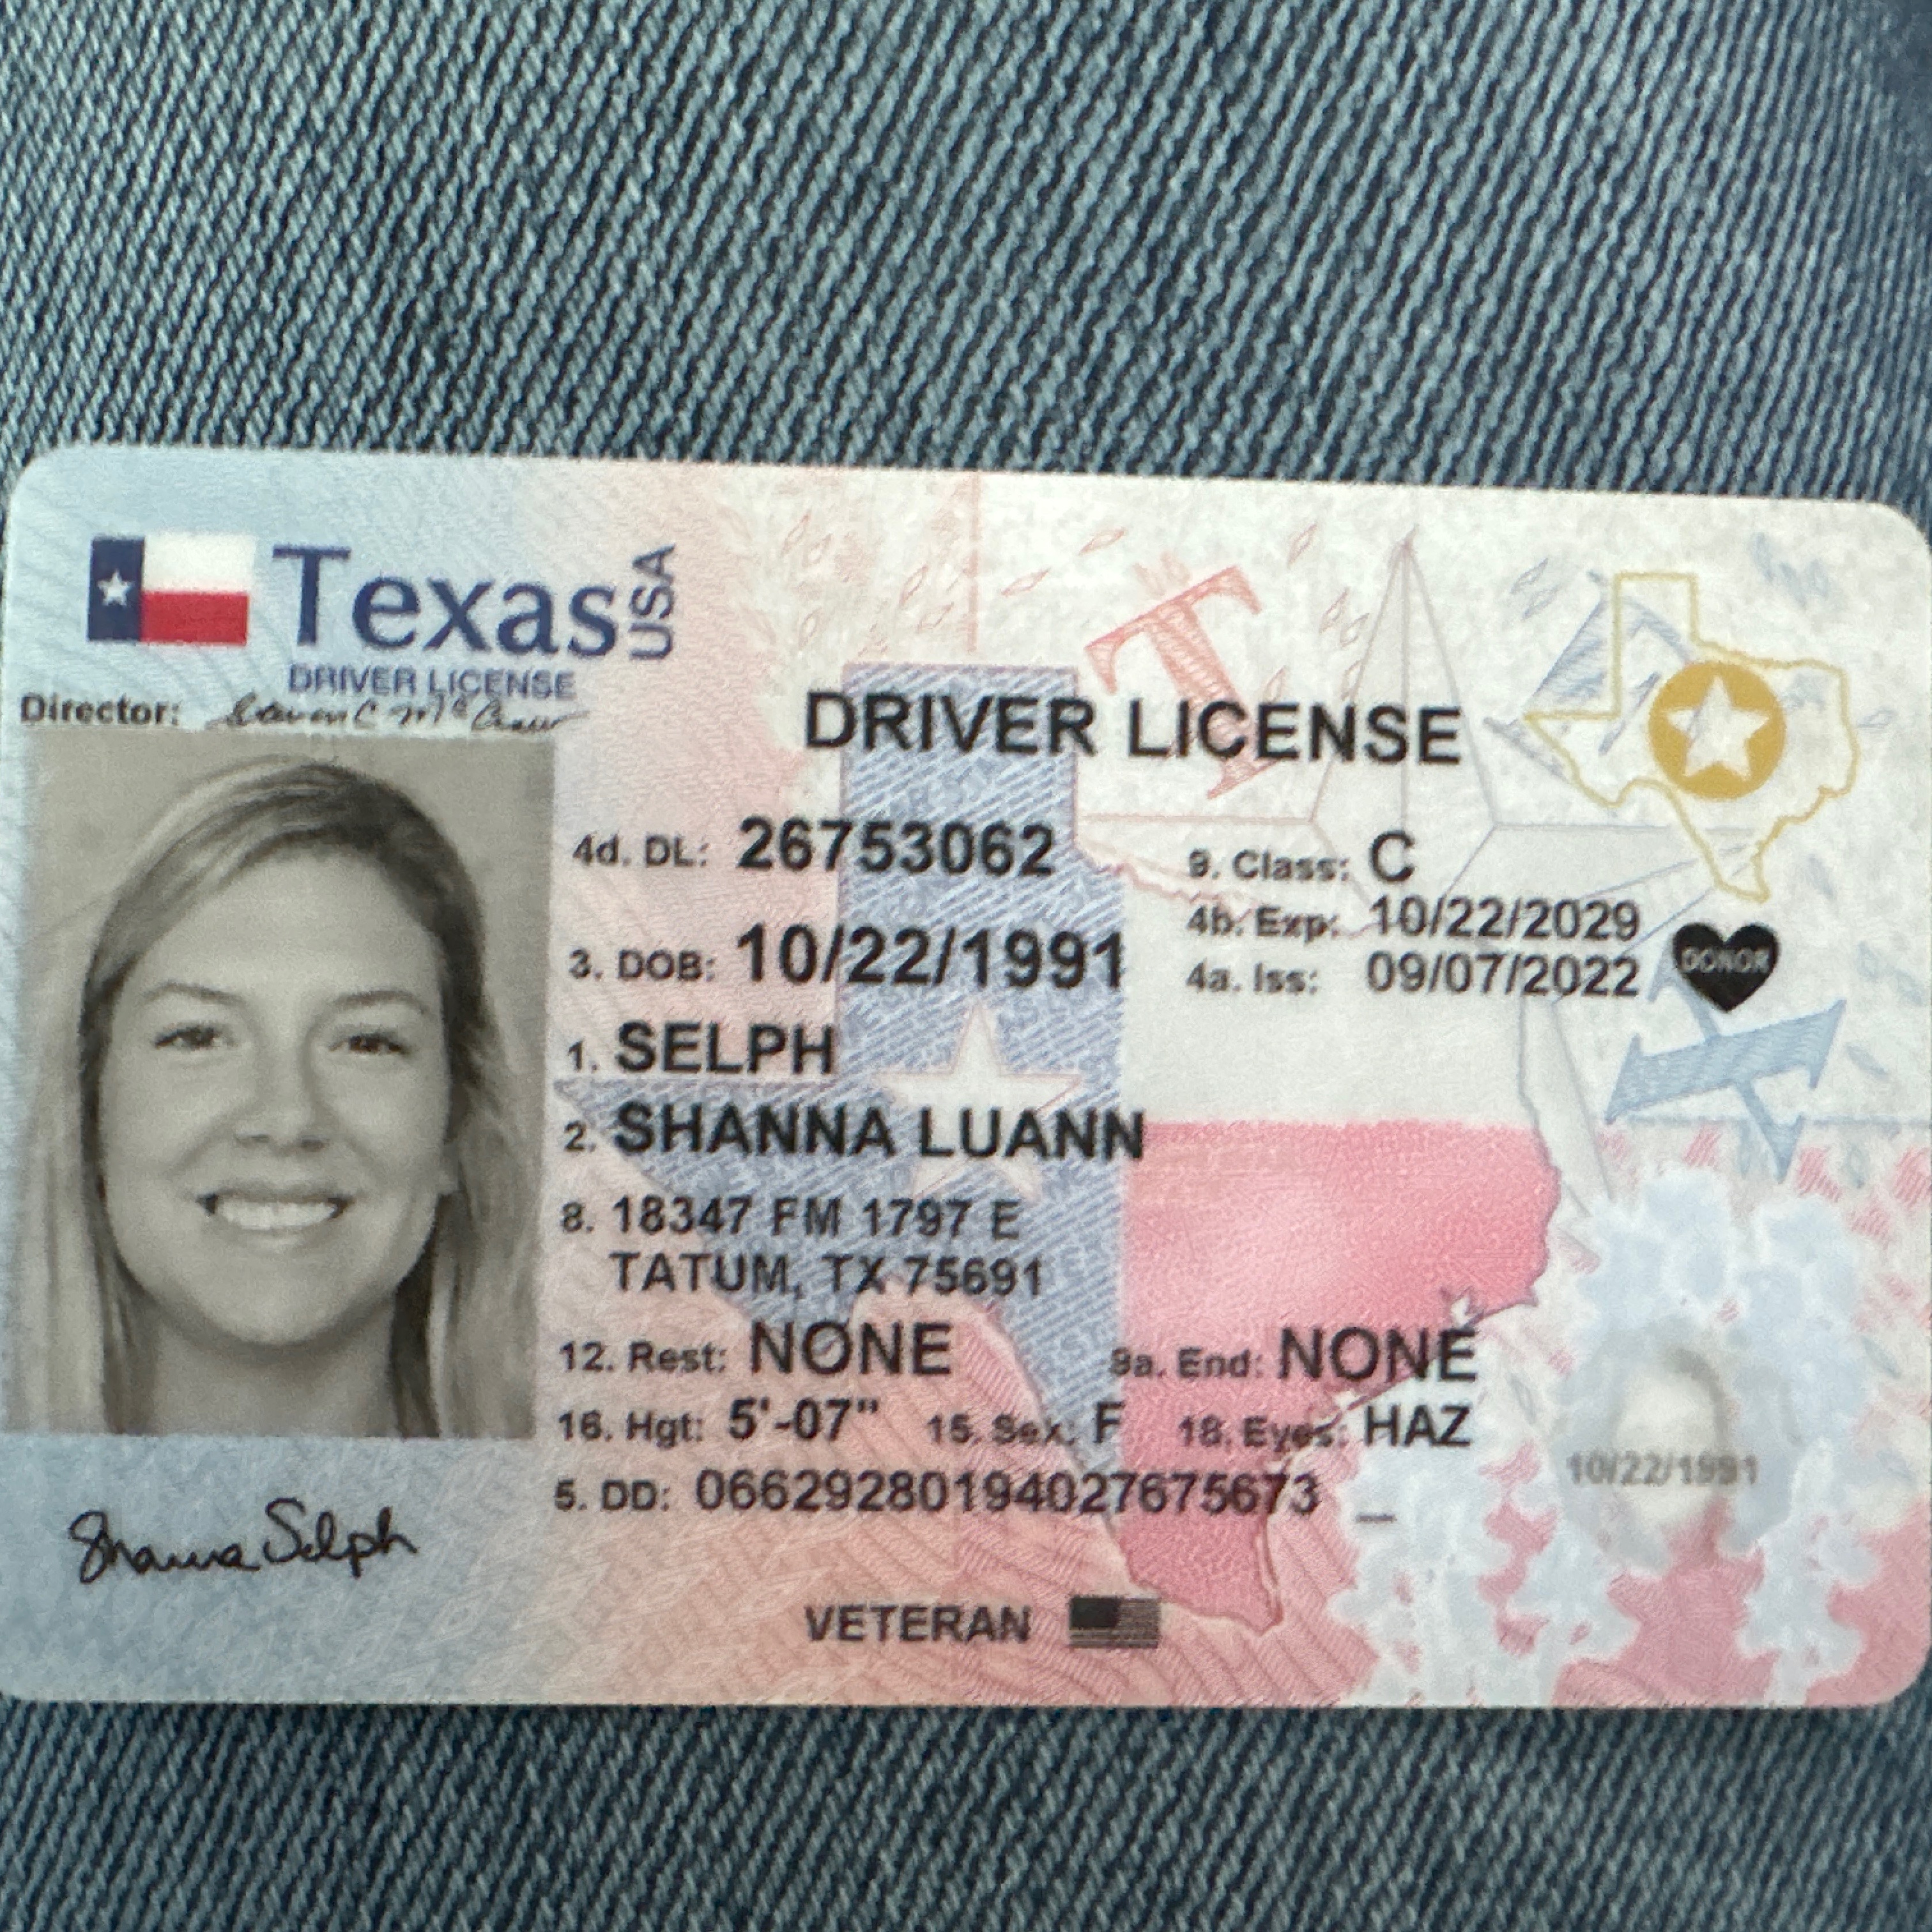 Texas USA
DRIVER LICENSE
Director:
DRIVER LICENSE
4d. DL: 26753062 9. Class: C
4b. Exp: 10/22/2029
3. DOB: 10/22/1991 4a. Iss: 09/07/2022 DONOR
1. SELPH
2. SHANNA LUANN
8. 18347 FM 1797 E
TATUM, TX 75691
12. Rest: NONE 9a. End: NONE
16. Hgt: 5'-07" 15. Sex: F 18. Eyes: HAZ
10/22/1991
5. DD: 06629280194027675673
Shanna Selph
VETERAN